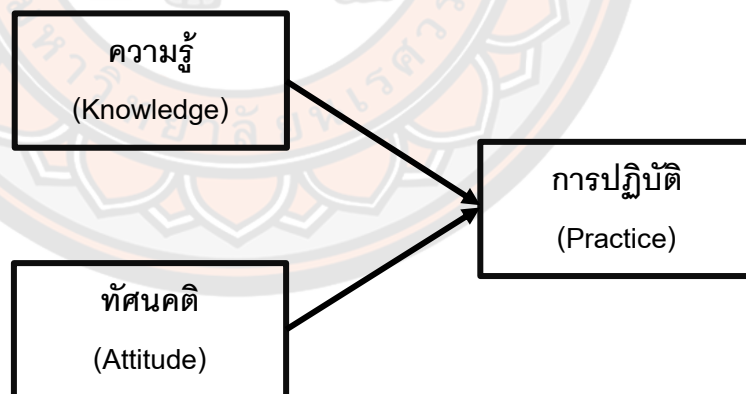 ความรู้
(Knowledge)
การปฏิบัติ
(Practice)
ทัศนคติ
(Attitude)